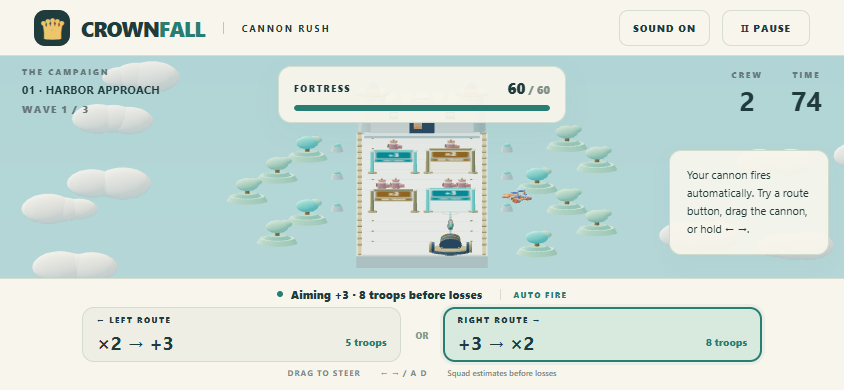 CROWNFALL
CANNON RUSH
SOUND ON
II PAUSE
THE CAMPAIGN
01 · HARBOR APPROACH
WAVE 1 / 3
FORTRESS
60 / 60
CREW
2
TIME
74
Your cannon fires
automatically. Try a route
button, drag the cannon,
or hold ← →.
Aiming +3 · 8 troops before losses
AUTO FIRE
← LEFT ROUTE
×2 → +3
5 troops
OR
RIGHT ROUTE →
+3 → ×2
8 troops
DRAG TO STEER
← → / A D
Squad estimates before losses